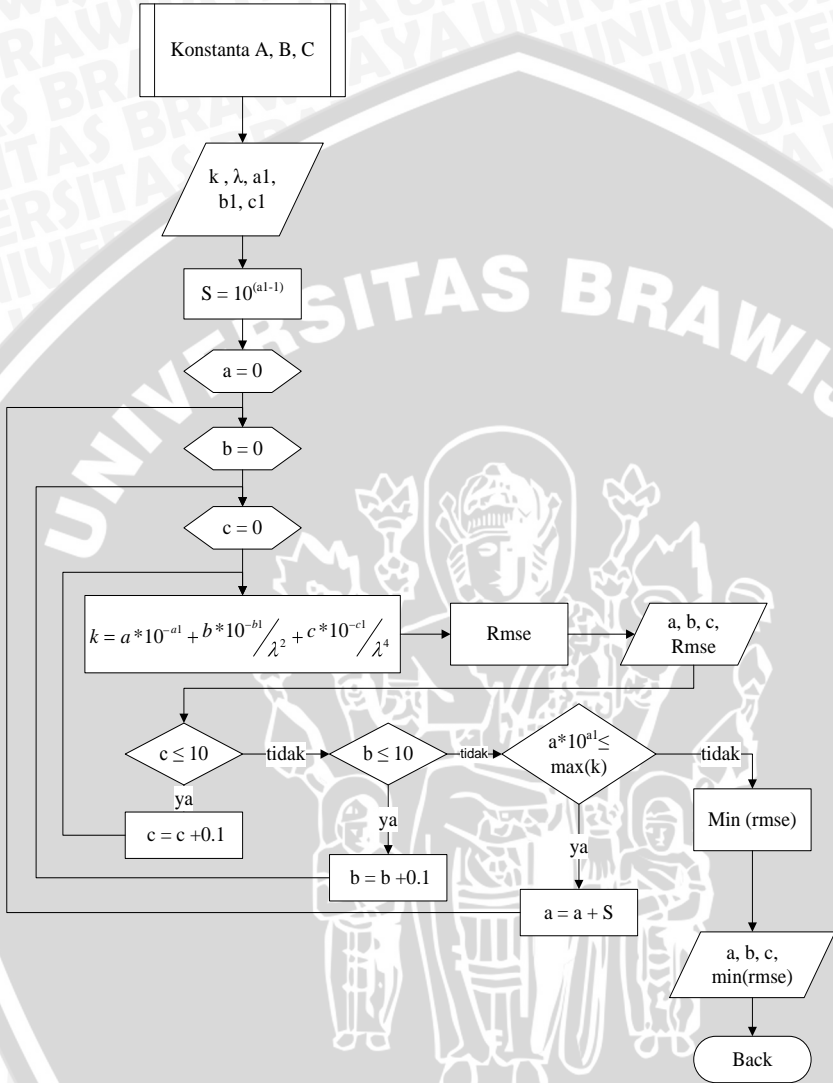 Konstanta A, B, C
k , λ, a1,
b1, c1
S = 10^(a1-1)
a = 0
b = 0
c = 0
k = a *10^−a1 + b *10^−b1 / λ^2 + c *10^−c1 / λ^4
Rmse
a, b, c,
Rmse
c ≤ 10
tidak
b ≤ 10
tidak
a*10^a1 ≤
max(k)
tidak
ya
c = c +0.1
ya
b = b +0.1
ya
a = a + S
Min (rmse)
a, b, c,
min(rmse)
Back
UNIVERSITAS BRAWIJ